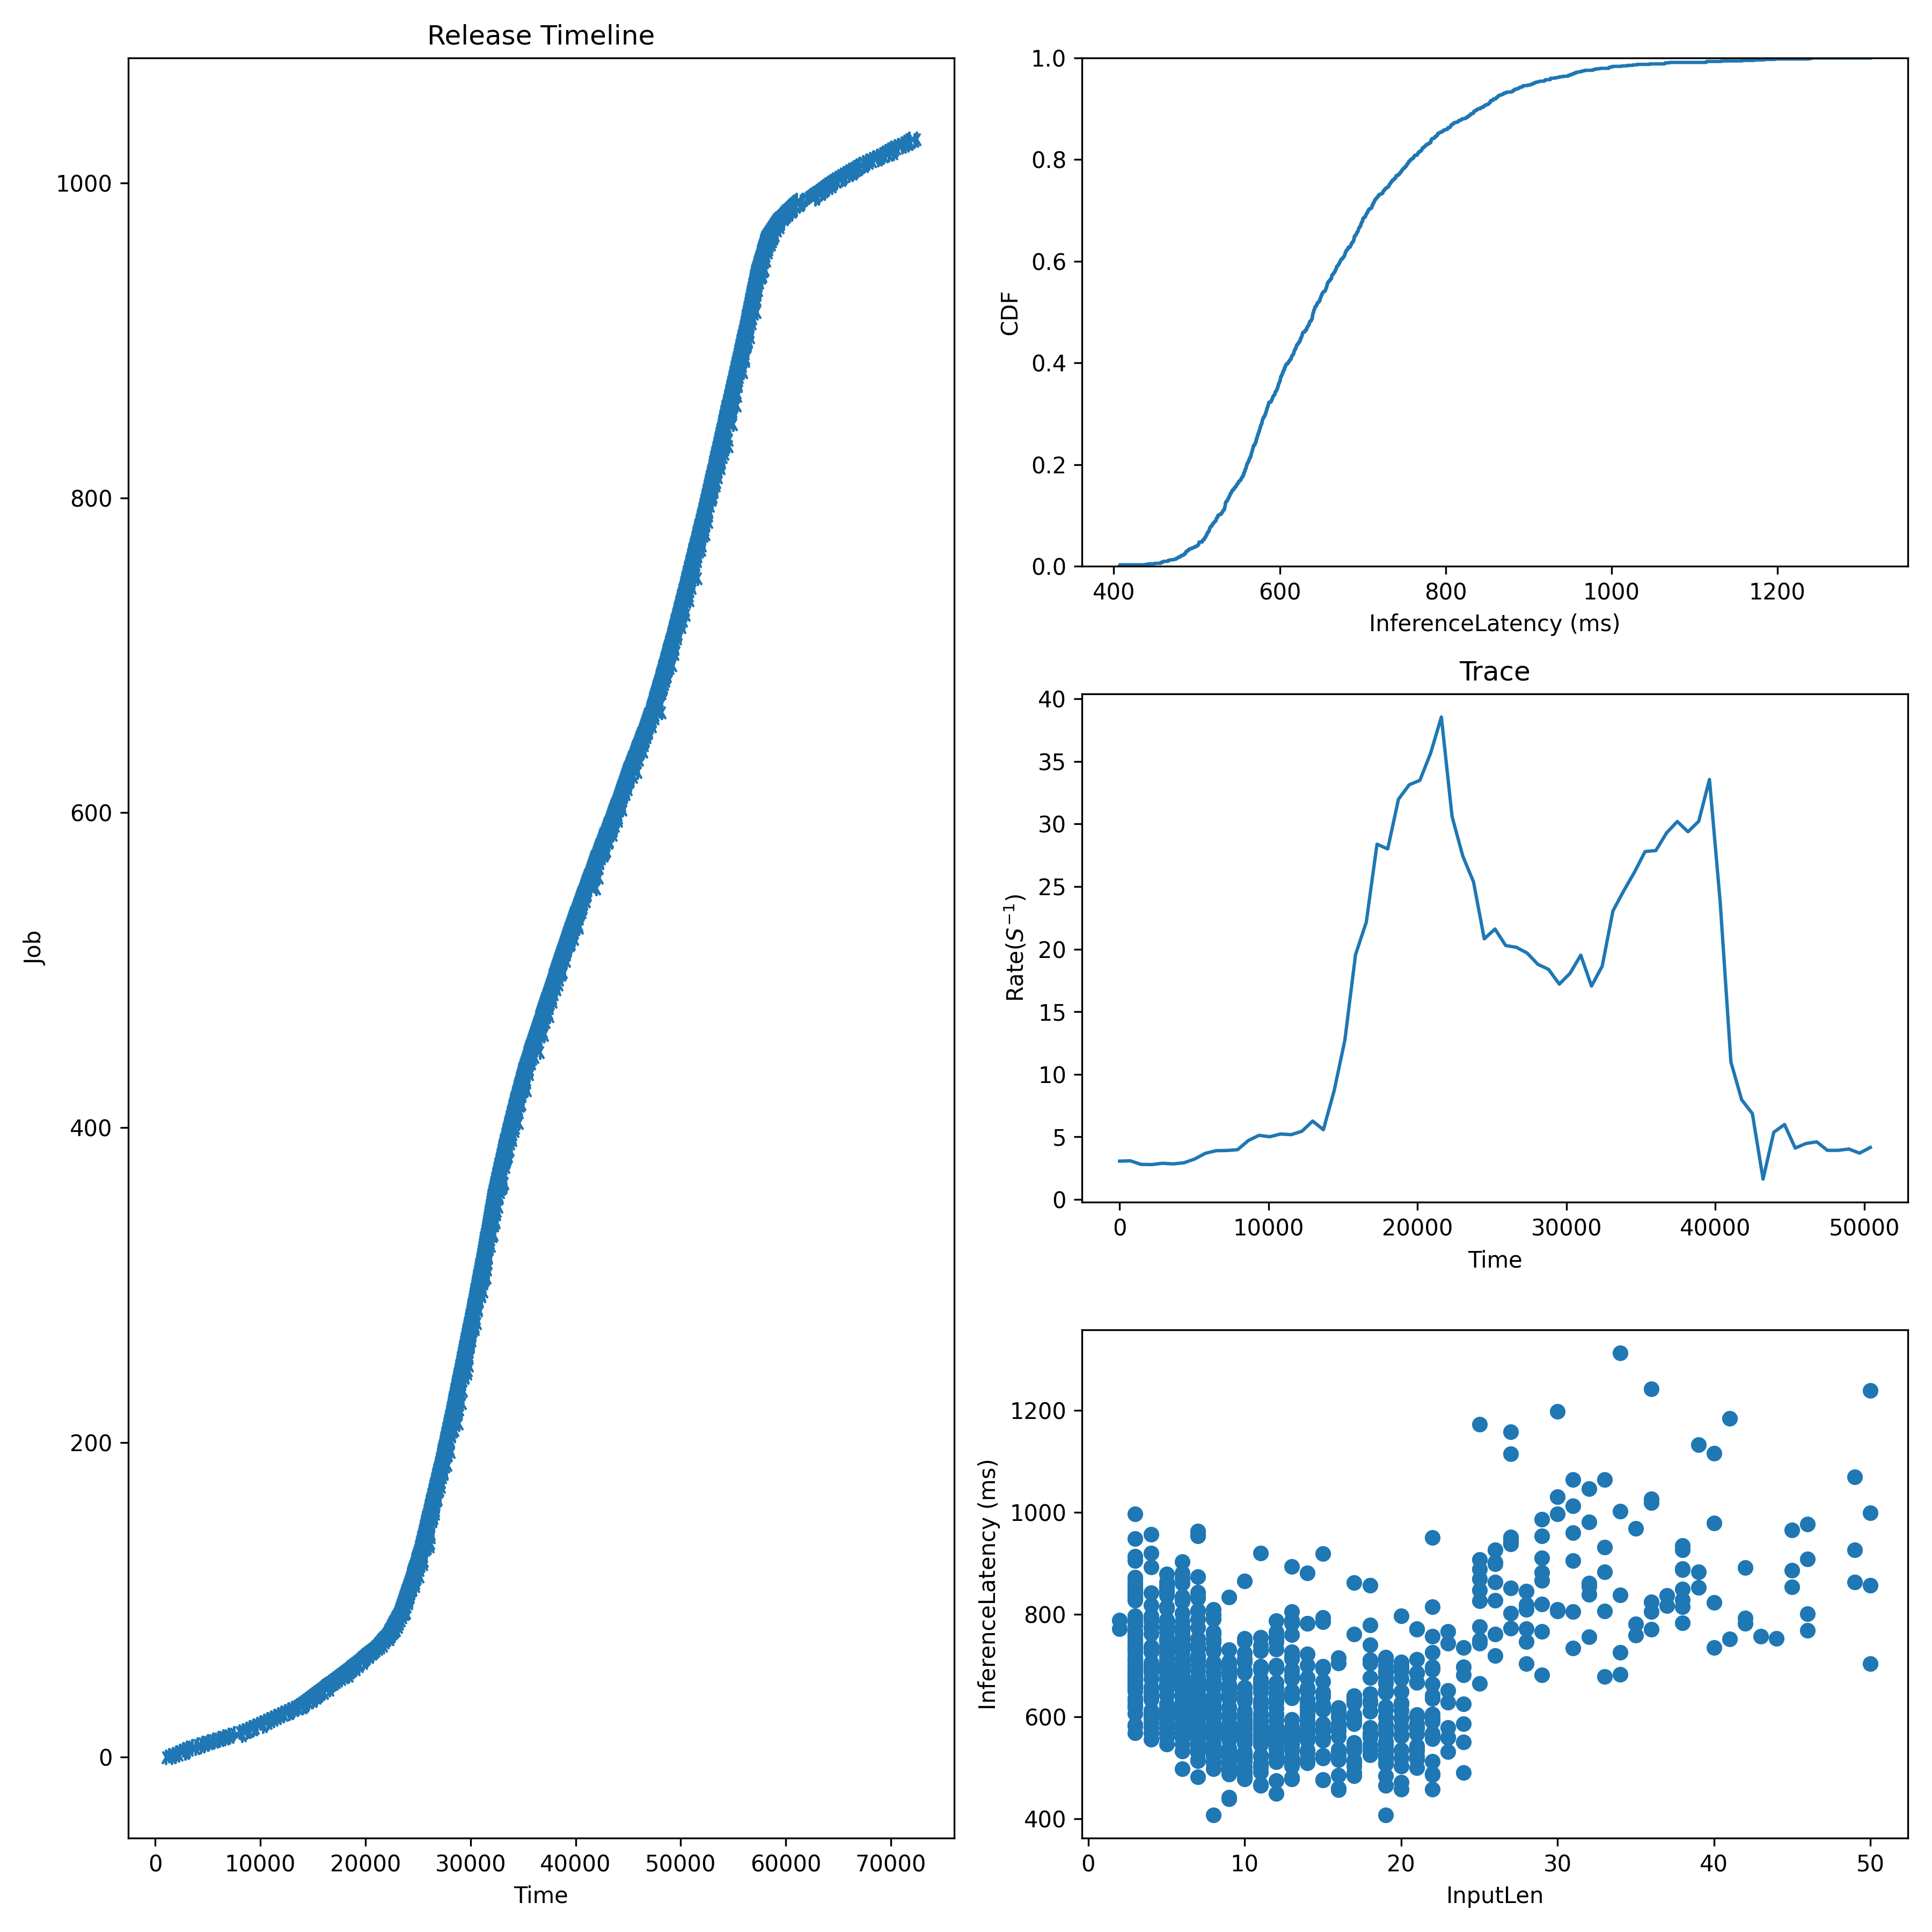 Release Timeline
1000
800
600
400
200
0
Job
0 10000 20000 30000 40000 50000 60000 70000
Time
1.0
0.8
0.6
0.4
0.2
0.0
CDF
400 600 800 1000 1200
InferenceLatency (ms)
Trace
40
35
30
25
20
15
10
5
0
Rate(S⁻¹)
0 10000 20000 30000 40000 50000
Time
1200
1000
800
600
400
InferenceLatency (ms)
0 10 20 30 40 50
InputLen